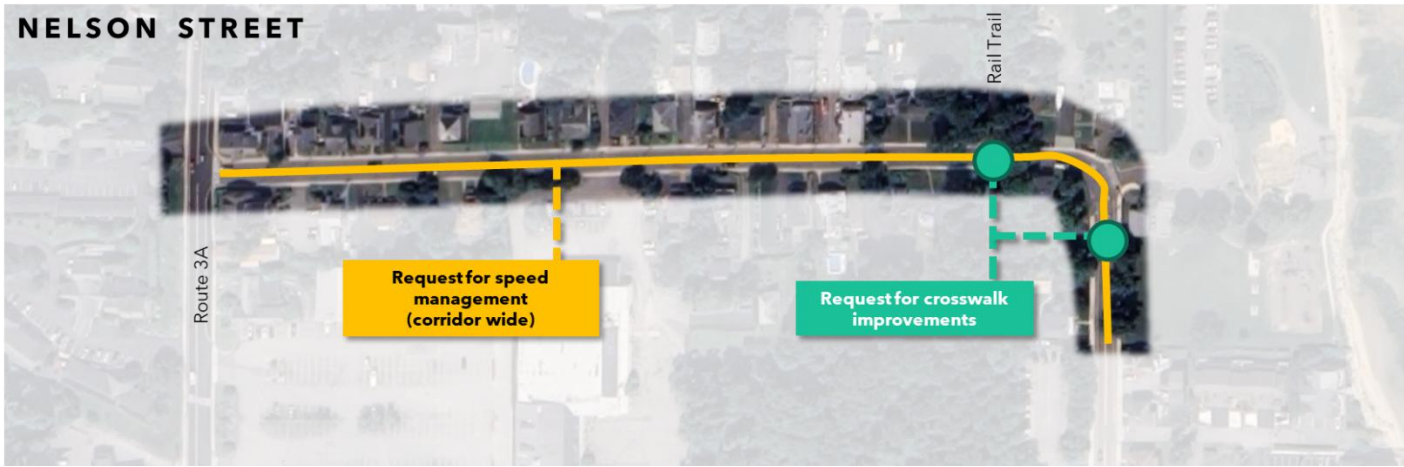 NELSON STREET
Rail Trail
Route 3A
Request for speed
management
(corridor wide)
Request for crosswalk
improvements